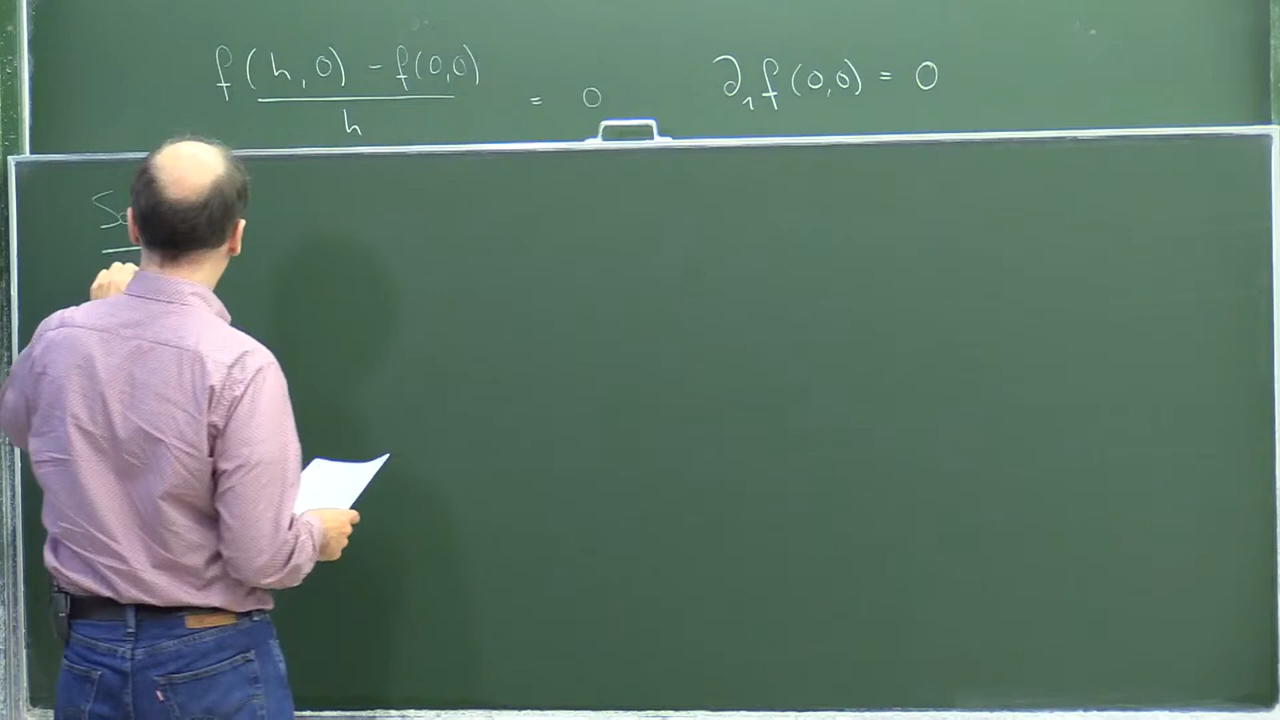 f(h,0) - f(0,0) / h = 0    ∂₁f(0,0) = 0